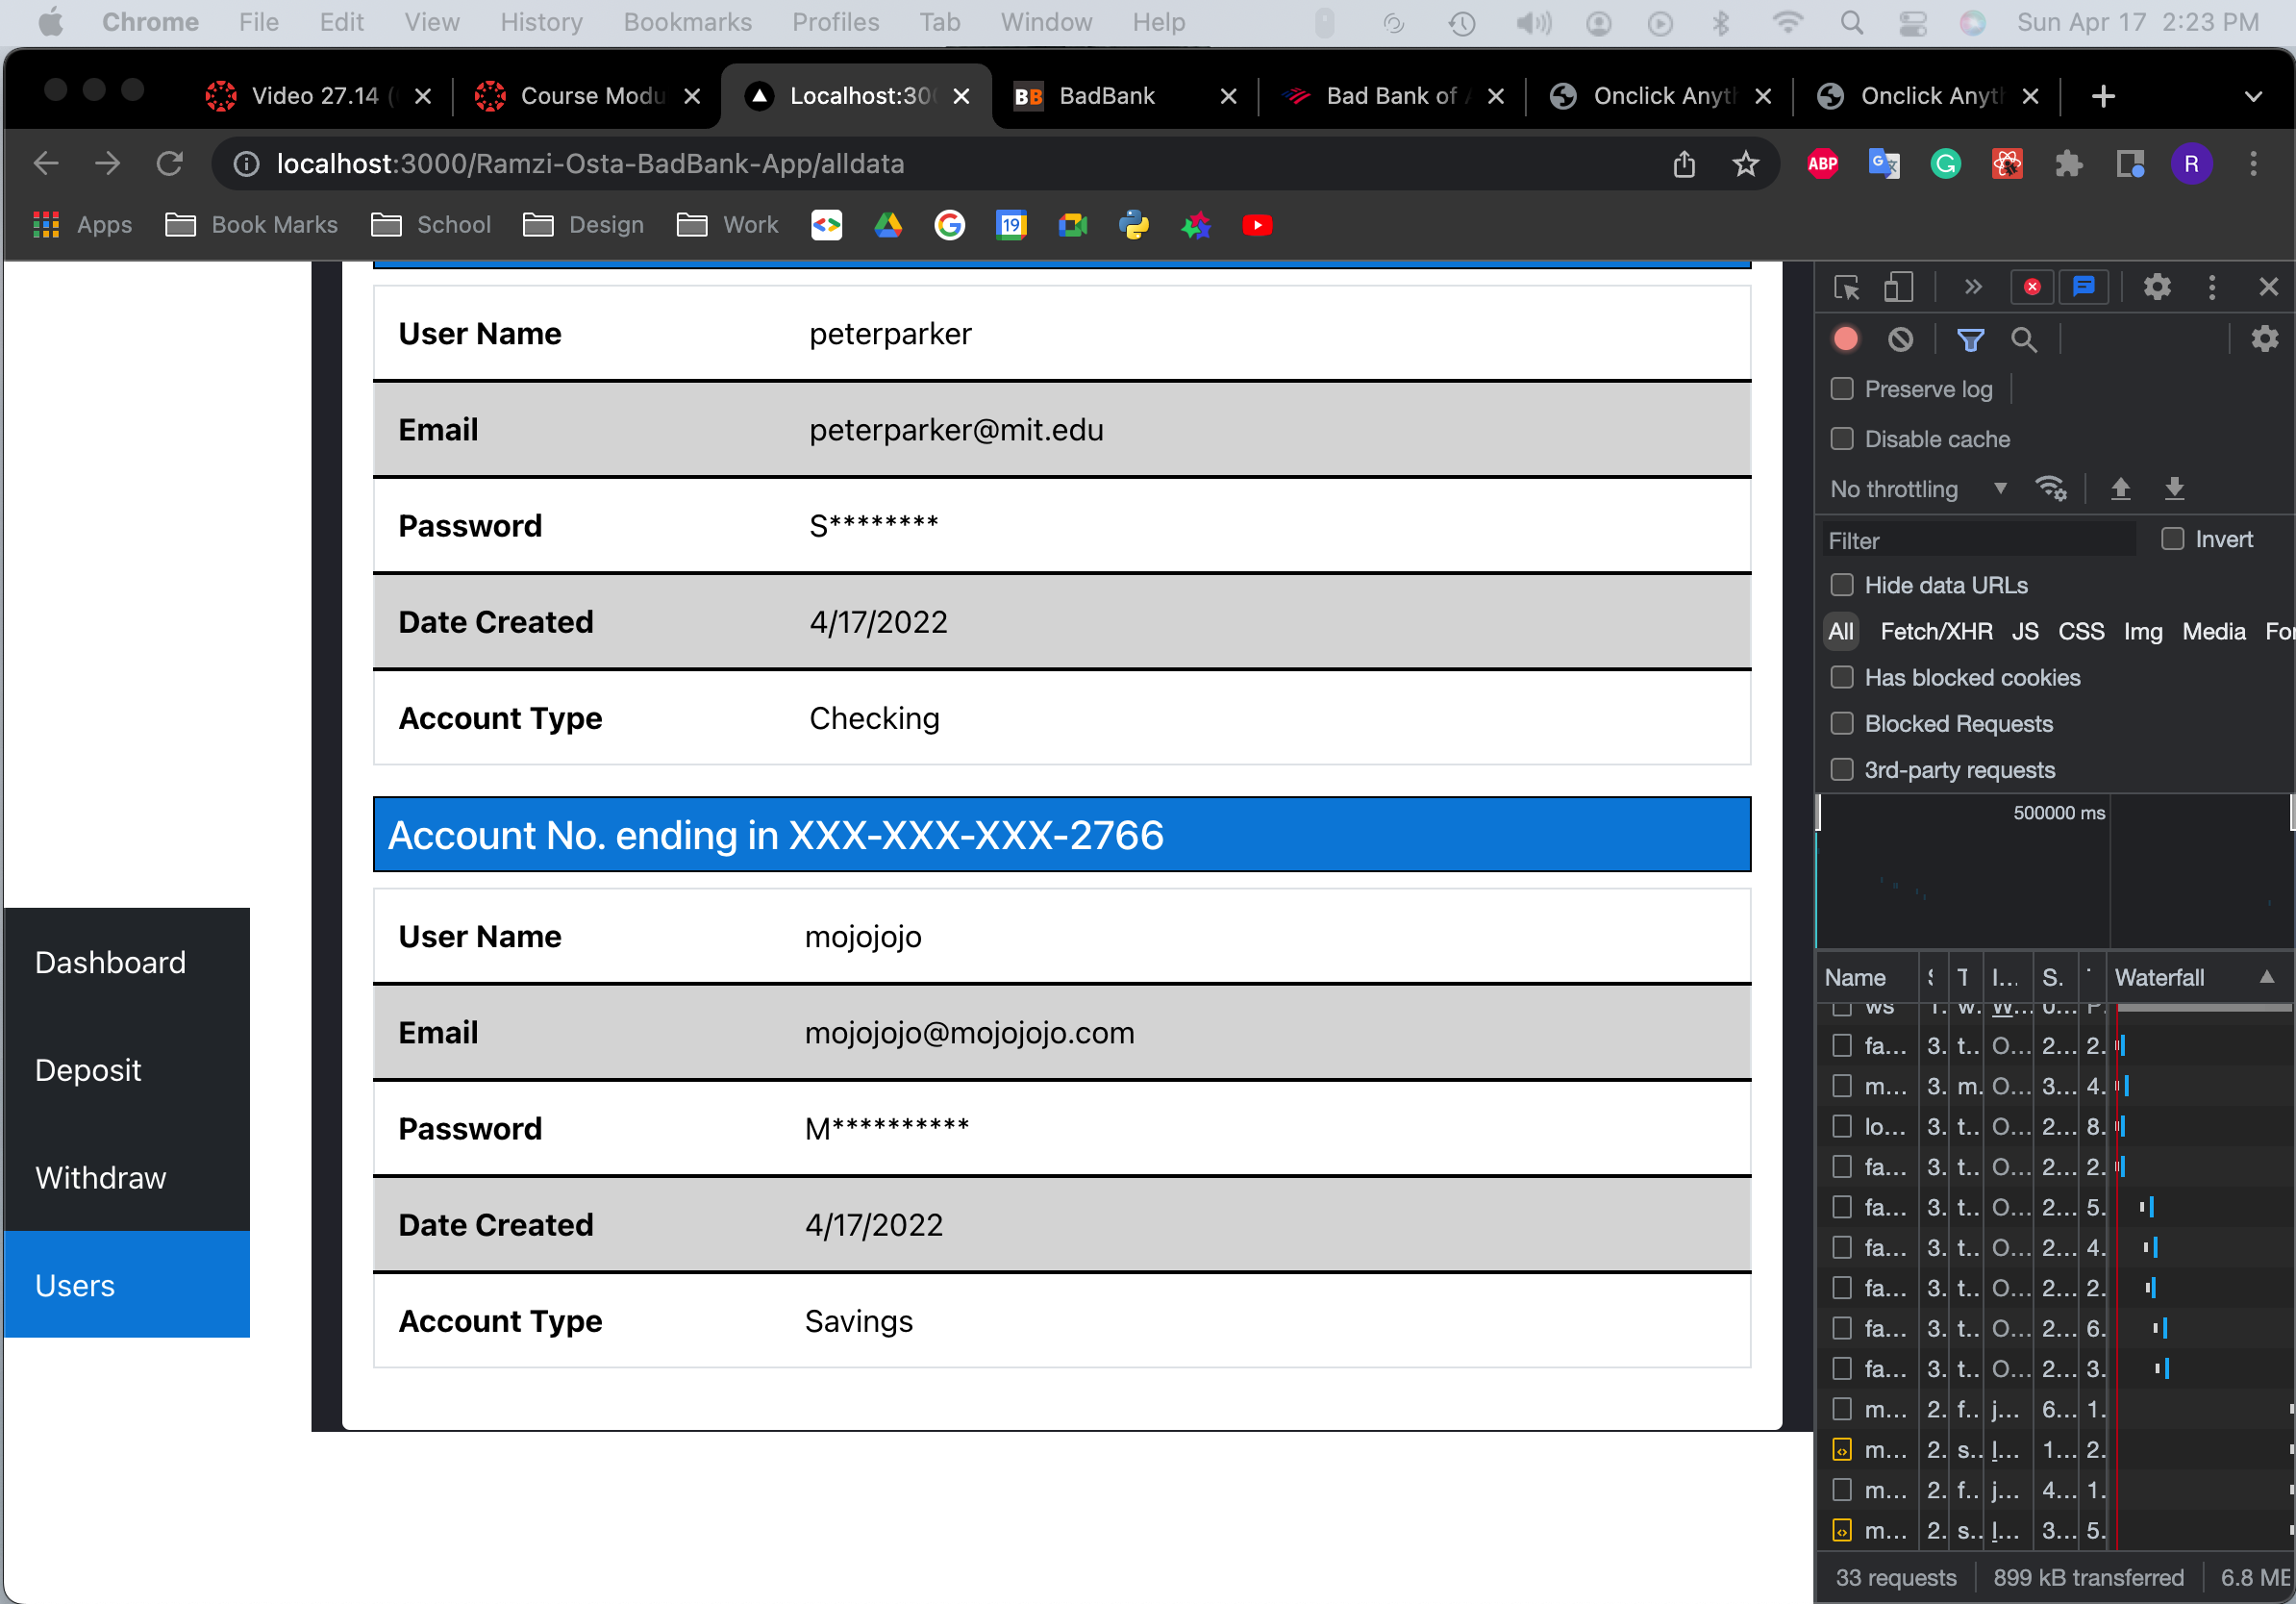 Chrome File Edit View History Bookmarks Profiles Tab Window Help Sun Apr 17 2:23 PM
Video 27.14 ( Course Modu Localhost:300 BB BadBank Bad Bank of A Onclick Anyth Onclick Anyth
localhost:3000/Ramzi-Osta-BadBank-App/alldata ABP G R
Apps Book Marks School Design Work 19
User Name peterparker
Email peterparker@mit.edu
Password S********
Date Created 4/17/2022
Account Type Checking
Account No. ending in XXX-XXX-XXX-2766
User Name mojojojo
Email mojojojo@mojojojo.com
Password M**********
Date Created 4/17/2022
Account Type Savings
Dashboard
Deposit
Withdraw
Users
Preserve log
Disable cache
No throttling
Filter Invert
Hide data URLs
All Fetch/XHR JS CSS Img Media For
Has blocked cookies
Blocked Requests
3rd-party requests
500000 ms
Name T I... S. Waterfall
ws
fa... 3. t.. O... 2... 2.
m... 3. m. O... 3... 4.
lo... 3. t.. O... 2... 8.
fa... 3. t.. O... 2... 2.
fa... 3. t.. O... 2... 5.
fa... 3. t.. O... 2... 4.
fa... 3. t.. O... 2... 2.
fa... 3. t.. O... 2... 6.
fa... 3. t.. O... 2... 3.
m... 2. f.. j... 6... 1.
m... 2. s.. I... 1... 2.
m... 2. f.. j... 4... 1.
m... 2. s.. I... 3... 5.
33 requests 899 kB transferred 6.8 ME